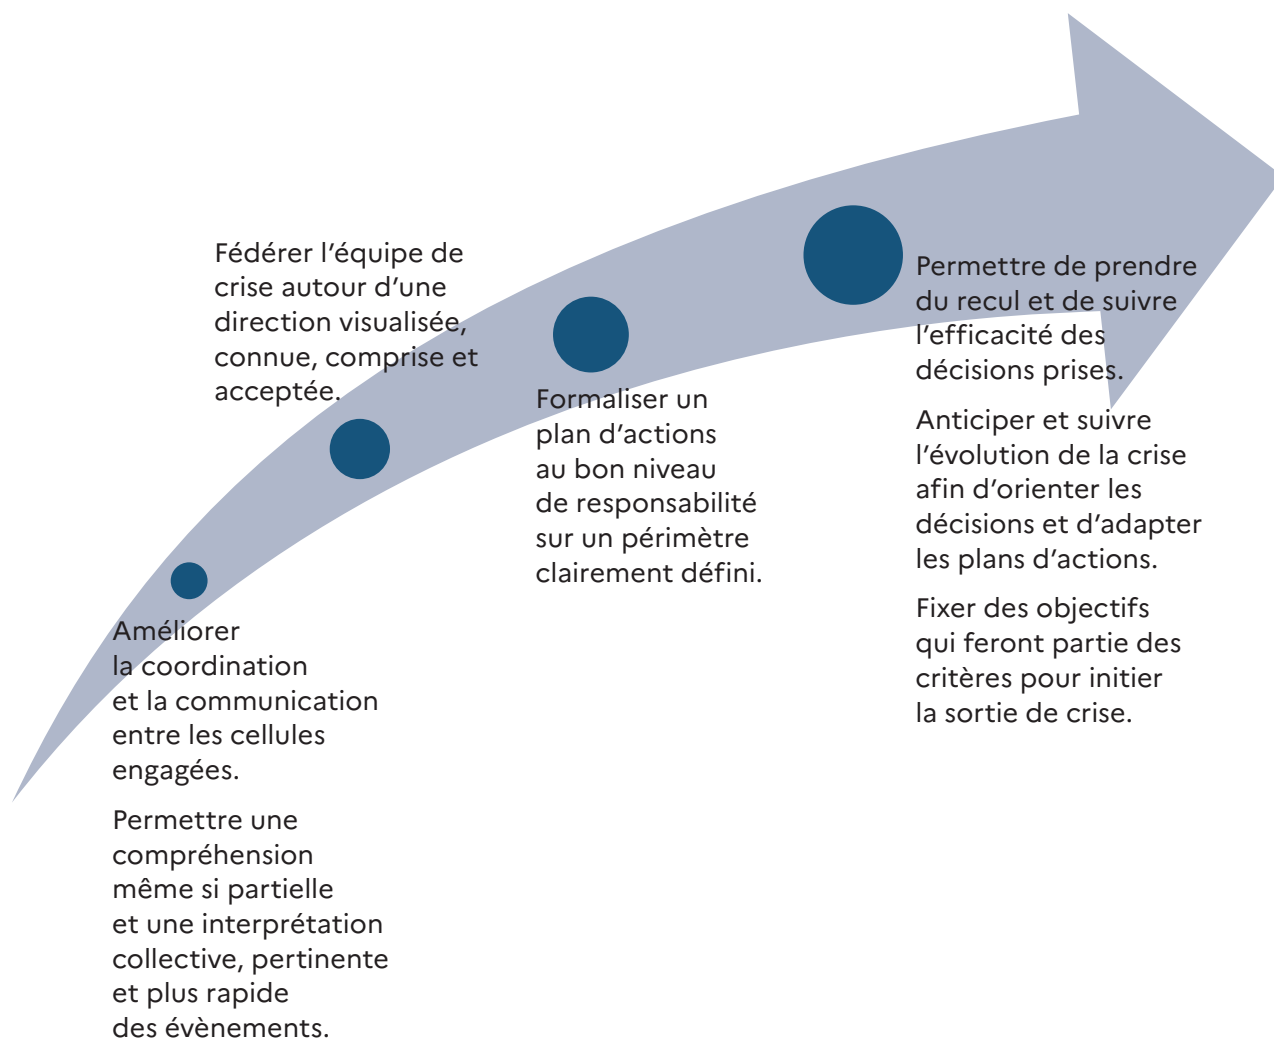 Fédérer l’équipe de
crise autour d’une
direction visualisée,
connue, comprise et
acceptée.
Améliorer
la coordination
et la communication
entre les cellules
engagées.
Permettre une
compréhension
même si partielle
et une interprétation
collective, pertinente
et plus rapide
des évènements.
Formaliser un
plan d’actions
au bon niveau
de responsabilité
sur un périmètre
clairement défini.
Permettre de prendre
du recul et de suivre
l’efficacité des
décisions prises.
Anticiper et suivre
l’évolution de la crise
afin d’orienter les
décisions et d’adapter
les plans d’actions.
Fixer des objectifs
qui feront partie des
critères pour initier
la sortie de crise.